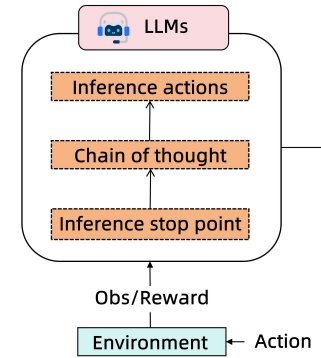 LLMs
Inference actions
Chain of thought
Inference stop point
Obs/Reward
Environment
Action